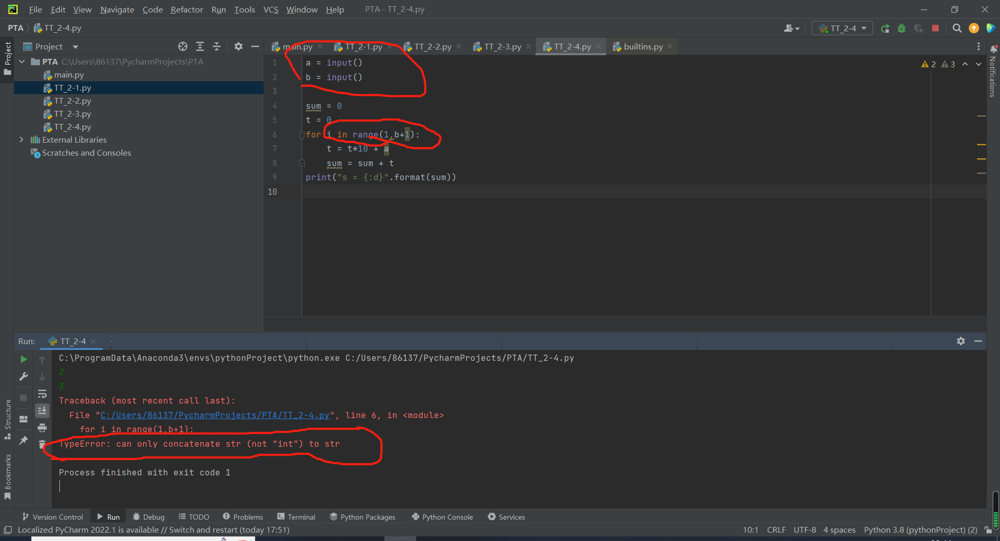 File Edit View Navigate Code Refactor Run Tools VCS Window Help PTA - TT_2-4.py
PTA TT_2-4.py TT_2-4
Project
Project
main.py TT_2-1.py TT_2-2.py TT_2-3.py TT_2-4.py builtins.py
PTA C:\Users\86137\PycharmProjects\PTA
main.py
TT_2-1.py
TT_2-2.py
TT_2-3.py
TT_2-4.py
External Libraries
Scratches and Consoles
1 a = input()
2 b = input()
3
4 sum = 0
5 t = 0
6 for i in range(1,b+1):
7 t = t*10 + a
8 sum = sum + t
9 print("s = {:d}".format(sum))
10
2 3
Notifications
Run: TT_2-4
C:\ProgramData\Anaconda3\envs\pythonProject\python.exe C:/Users/86137/PycharmProjects/PTA/TT_2-4.py
2
3
Traceback (most recent call last):
File "C:/Users/86137/PycharmProjects/PTA/TT_2-4.py", line 6, in <module>
for i in range(1,b+1):
TypeError: can only concatenate str (not "int") to str
Process finished with exit code 1
Structure
Bookmarks
Version Control Run Debug TODO Problems Terminal Python Packages Python Console Services
Localized PyCharm 2022.1 is available // Switch and restart (today 17:51) 10:1 CRLF UTF-8 4 spaces Python 3.8 (pythonProject) (2)